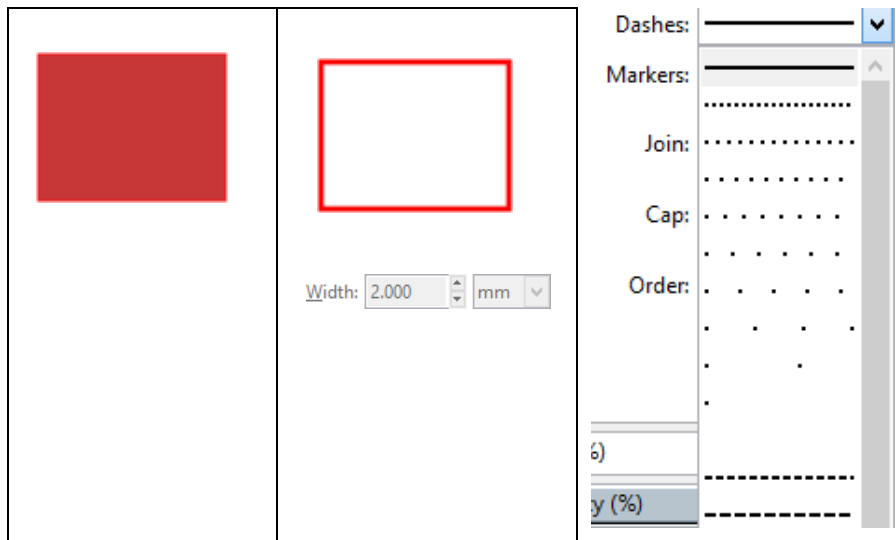 Width: 2.000 mm
Dashes:
Markers:
Join:
Cap:
Order:
%)
(%)